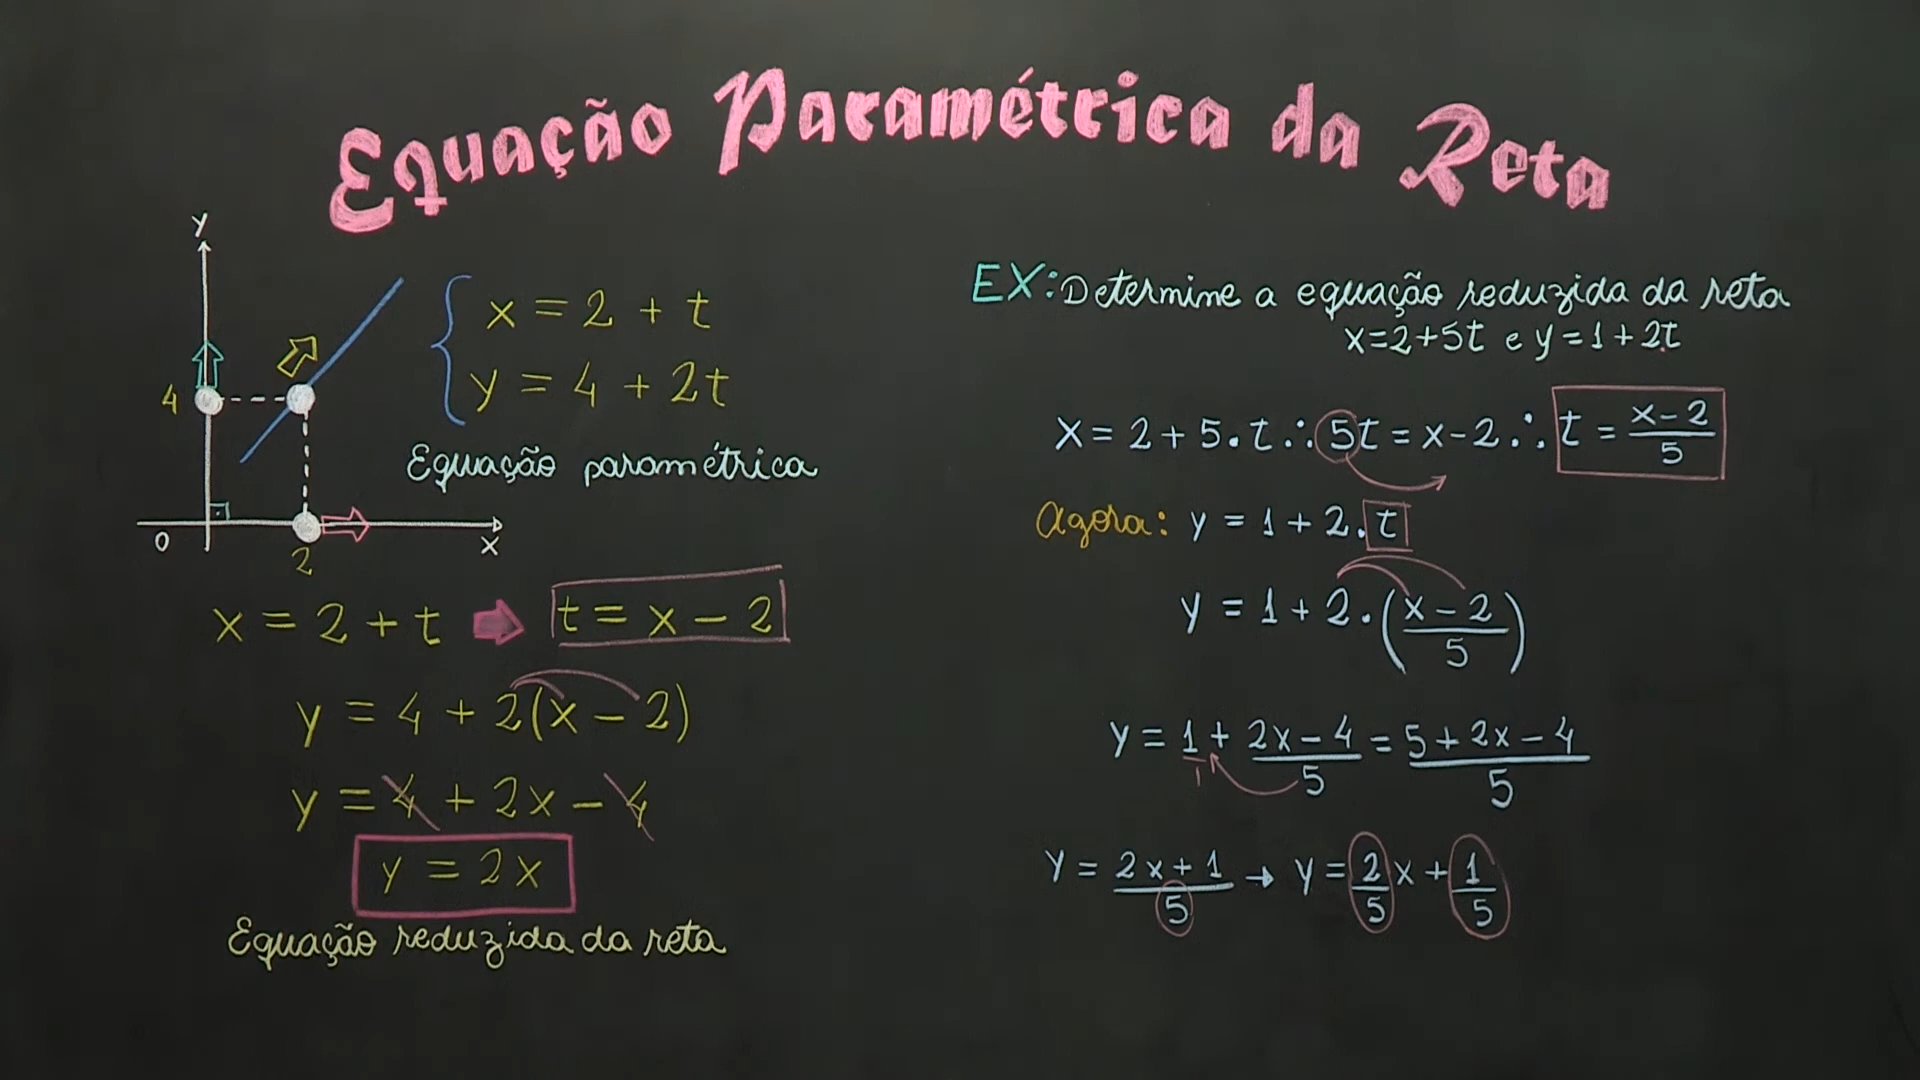 Equação Paramétrica da Reta
y
4
0
2
x
x = 2 + t
y = 4 + 2t
Equação paramétrica
x = 2 + t ➡ t = x - 2
y = 4 + 2(x - 2)
y = 4 + 2x - 4
y = 2x
Equação reduzida da reta
EX: Determine a equação reduzida da reta
x=2+5t e y=1+2t
x = 2 + 5.t ∴ 5t = x-2 ∴ t = (x-2)/5
Agora: y = 1 + 2.t
y = 1 + 2.((x-2)/5)
y = 1/1 + (2x-4)/5 = (5+2x-4)/5
y = (2x+1)/5 → y = 2/5 x + 1/5